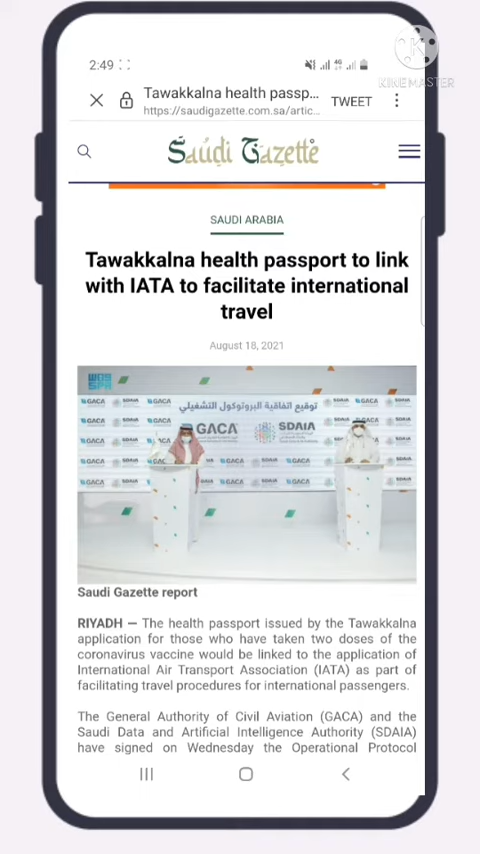 2:49
4G
KINEMASTER
Tawakkalna health passp...
https://saudigazette.com.sa/artic...
TWEET
Saudi Gazette
SAUDI ARABIA
Tawakkalna health passport to link
with IATA to facilitate international
travel
August 18, 2021
توقيع اتفاقية البروتوكول التشغيلي
GACA
SDAIA
Saudi Gazette report
RIYADH — The health passport issued by the Tawakkalna
application for those who have taken two doses of the
coronavirus vaccine would be linked to the application of
International Air Transport Association (IATA) as part of
facilitating travel procedures for international passengers.
The General Authority of Civil Aviation (GACA) and the
Saudi Data and Artificial Intelligence Authority (SDAIA)
have signed on Wednesday the Operational Protocol